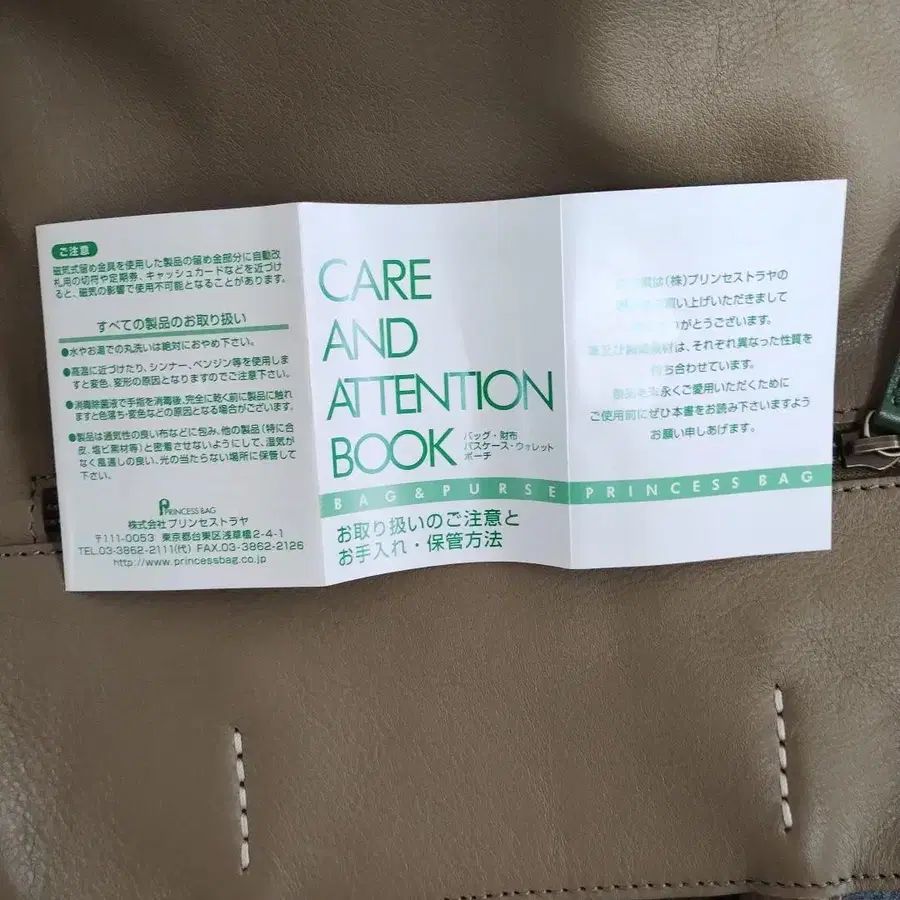 ご注意
磁気式留め金具を使用した製品の留め金部分に自動改
札用の切符や定期券、キャッシュカードなどを近づけ
ると、磁気の影響で使用不可能となることがあります。
すべての製品のお取り扱い
●水やお湯での丸洗いは絶対におやめ下さい。
●高温に近づけたり、シンナー、ベンジン等を使用しま
すと変色、変形の原因となりますのでご注意下さい。
●消毒除菌液で手指を消毒後、完全に乾く前に製品に触れ
ますと色落ち・変色などの原因となる場合がございます。
●製品は通気性の良い布などに包み、他の製品(特に合
皮、塩ビ素材等)と密着させないようにして、湿気が
なく風通しの良い、光の当たらない場所に保管して
下さい。
PRINCESS BAG
株式会社プリンセストラヤ
〒111-0053 東京都台東区浅草橋2-4-1
TEL.03-3862-2111(代) FAX.03-3862-2126
http://www.princessbag.co.jp
CARE
AND
ATTENTION
BOOK
バッグ・財布
パスケース・ウォレット
ポーチ
BAG & PURSE PRINCESS BAG
お取り扱いのご注意と
お手入れ・保管方法
は(株)プリンセストラヤの
買い上げいただきまして
がとうございます。
素材は、それぞれ異なった性質を
持ち合わせています。
永くご愛用いただくために
ご使用前にぜひ本書をお読み下さいますよう
お願い申しあげます。